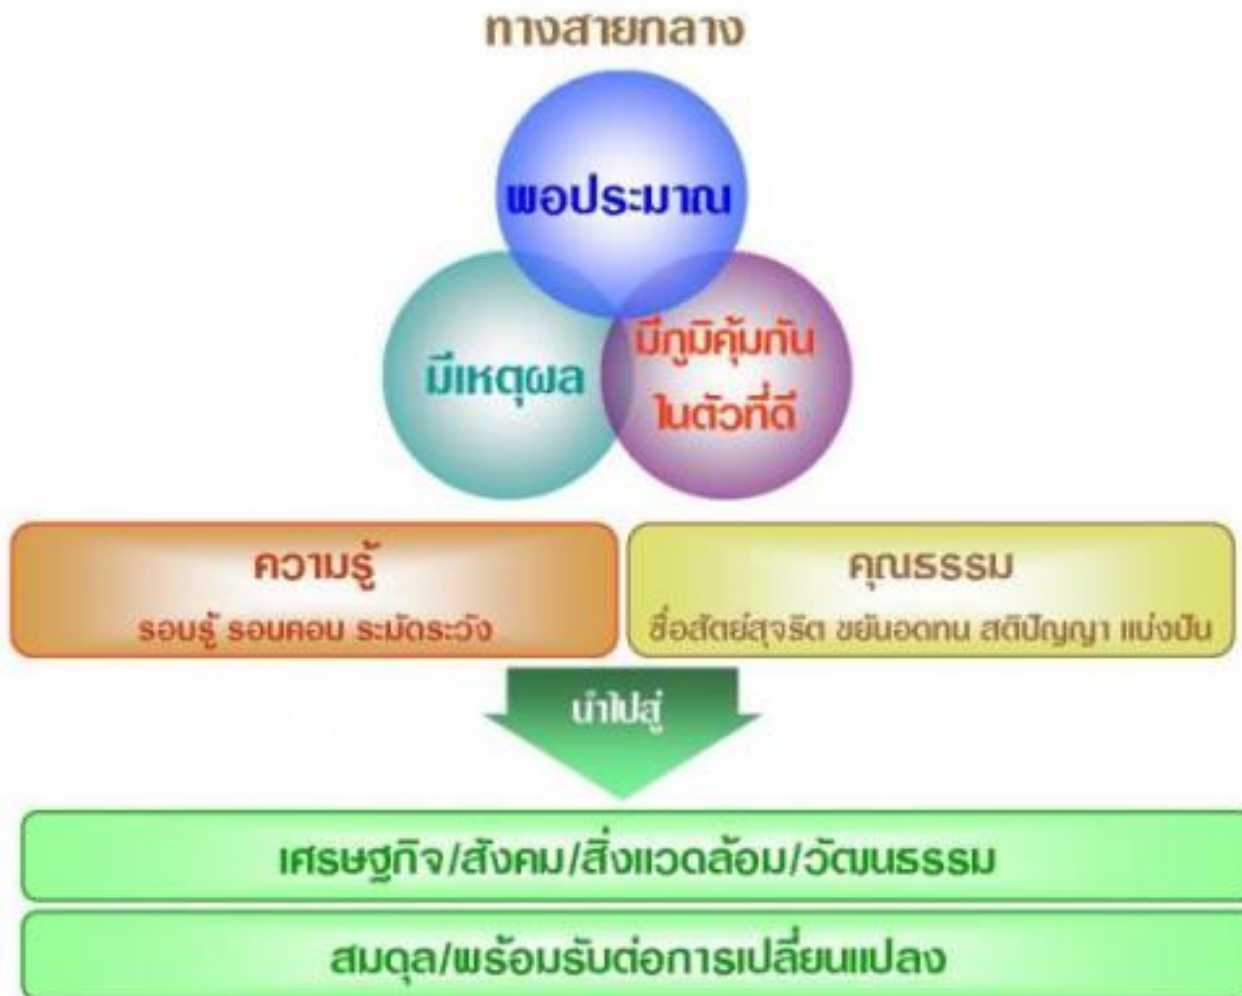 ทางสายกลาง
พอประมาณ
มีเหตุผล
มีภูมิคุ้มกัน
ในตัวที่ดี
ความรู้
รอบรู้ รอบคอบ ระมัดระวัง
คุณธรรม
ซื่อสัตย์สุจริต ขยันอดทน สติปัญญา แบ่งปัน
นำไปสู่
เศรษฐกิจ/สังคม/สิ่งแวดล้อม/วัฒนธรรม
สมดุล/พร้อมรับต่อการเปลี่ยนแปลง